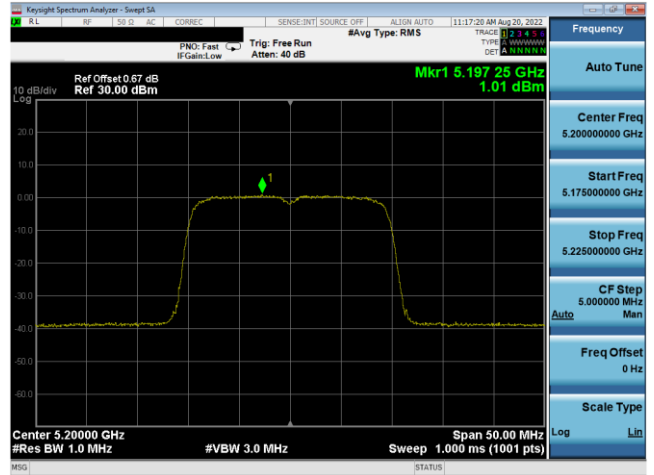 Keysight Spectrum Analyzer - Swept SA
RL RF 50 Ω AC CORREC SENSE:INT SOURCE OFF ALIGN AUTO 11:17:20 AM Aug 20, 2022
Frequency
#Avg Type: RMS TRACE 1 2 3 4 5 6
PNO: Fast Trig: Free Run TYPE A WWWWW
IFGain:Low Atten: 40 dB DET A N N N N N
Auto Tune
Mkr1 5.197 25 GHz
Ref Offset 0.67 dB
10 dB/div Ref 30.00 dBm 1.01 dBm
Log
Center Freq
5.200000000 GHz
20.0
10.0
1
Start Freq
5.175000000 GHz
0.00
-10.0
Stop Freq
5.225000000 GHz
-20.0
-30.0
CF Step
5.000000 MHz
Auto Man
-40.0
-50.0
Freq Offset
0 Hz
-60.0
Scale Type
Log Lin
Center 5.20000 GHz Span 50.00 MHz
#Res BW 1.0 MHz #VBW 3.0 MHz Sweep 1.000 ms (1001 pts)
MSG STATUS